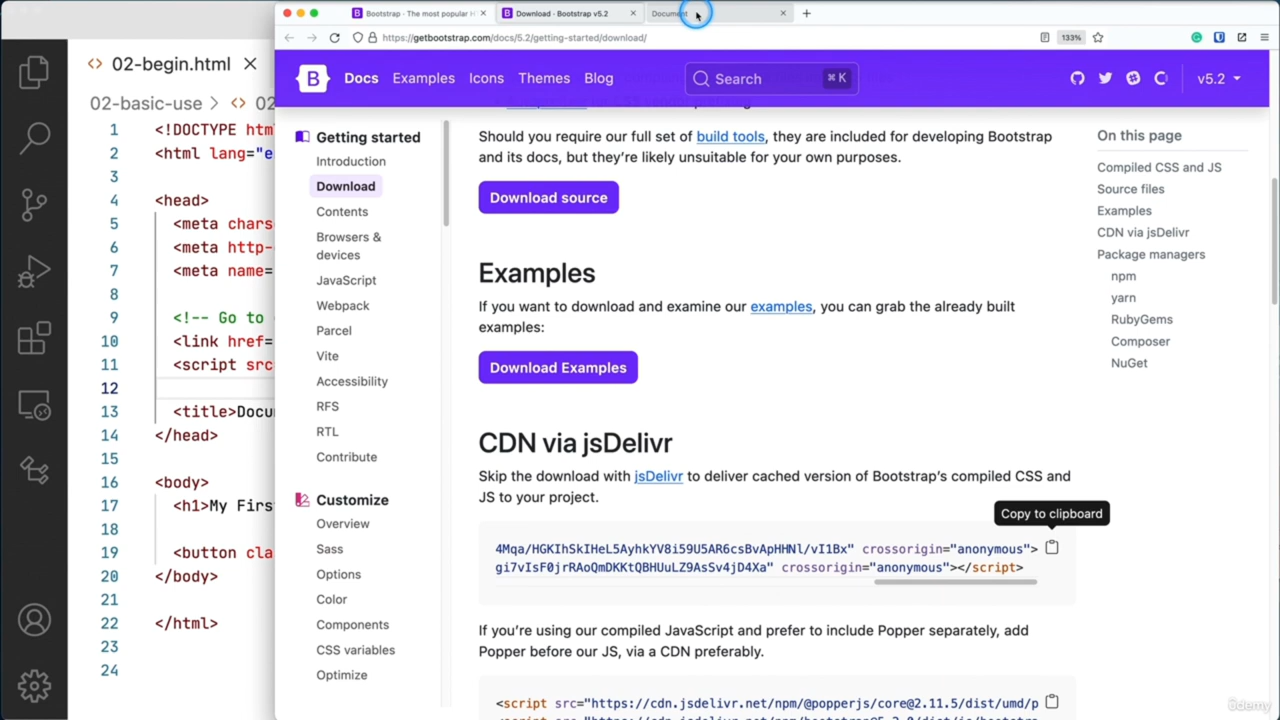 Bootstrap · The most popular H
Download · Bootstrap v5.2
Document
https://getbootstrap.com/docs/5.2/getting-started/download/
133%
B
Docs
Examples
Icons
Themes
Blog
Search
⌘ K
v5.2
02-begin.html
02-basic-use > <> 02
1 <!DOCTYPE htm
2 <html lang="e
3
4 <head>
5 <meta chars
6 <meta http-
7 <meta name=
8
9 <!-- Go to
10 <link href=
11 <script src
12
13 <title>Docu
14 </head>
15
16 <body>
17 <h1>My Firs
18
19 <button cla
20 </body>
21
22 </html>
23
24
Getting started
Introduction
Download
Contents
Browsers &
devices
JavaScript
Webpack
Parcel
Vite
Accessibility
RFS
RTL
Contribute
Customize
Overview
Sass
Options
Color
Components
CSS variables
Optimize
Should you require our full set of build tools, they are included for developing Bootstrap
and its docs, but they're likely unsuitable for your own purposes.
Download source
Examples
If you want to download and examine our examples, you can grab the already built
examples:
Download Examples
CDN via jsDelivr
Skip the download with jsDelivr to deliver cached version of Bootstrap's compiled CSS and
JS to your project.
Copy to clipboard
4Mqa/HGKIhSkIHeL5AyhkYV8i59U5AR6csBvApHHNl/vI1Bx" crossorigin="anonymous">
gi7vIsF0jrRAoQmDKKtQBHUuLZ9AsSv4jD4Xa" crossorigin="anonymous"></script>
If you're using our compiled JavaScript and prefer to include Popper separately, add
Popper before our JS, via a CDN preferably.
<script src="https://cdn.jsdelivr.net/npm/@popperjs/core@2.11.5/dist/umd/p
On this page
Compiled CSS and JS
Source files
Examples
CDN via jsDelivr
Package managers
npm
yarn
RubyGems
Composer
NuGet
ûdemy